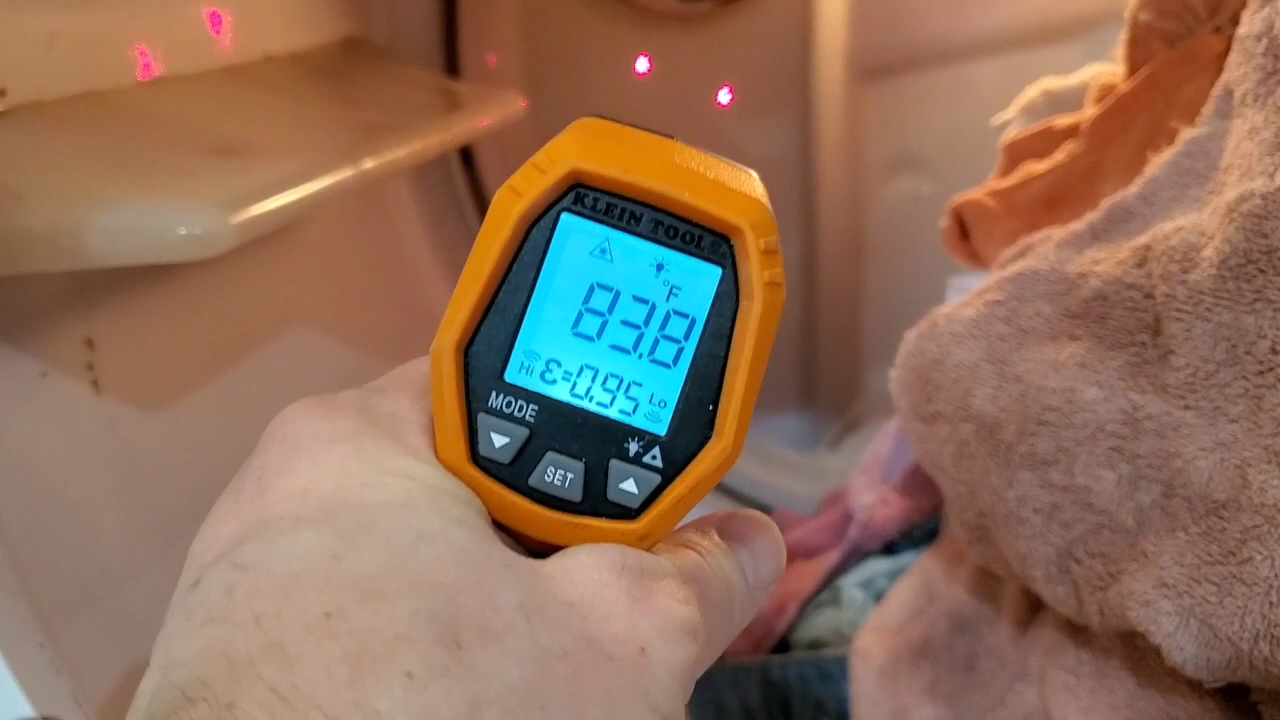 KLEIN TOOLS
°F
83.8
Hi ε=0.95 Lo
MODE
SET